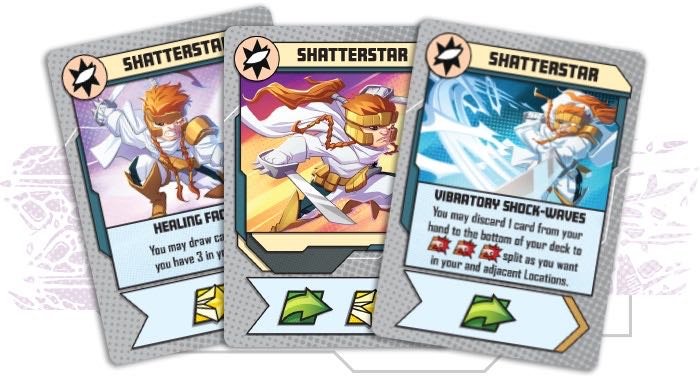 SHATTERSTAR
HEALING
You may draw
you have 3 in
SHATTERSTAR
SHATTERSTAR
VIBRATORY SHOCK-WAVES
You may discard 1 card from your
hand to the bottom of your deck to
split as you want
in your and adjacent Locations.